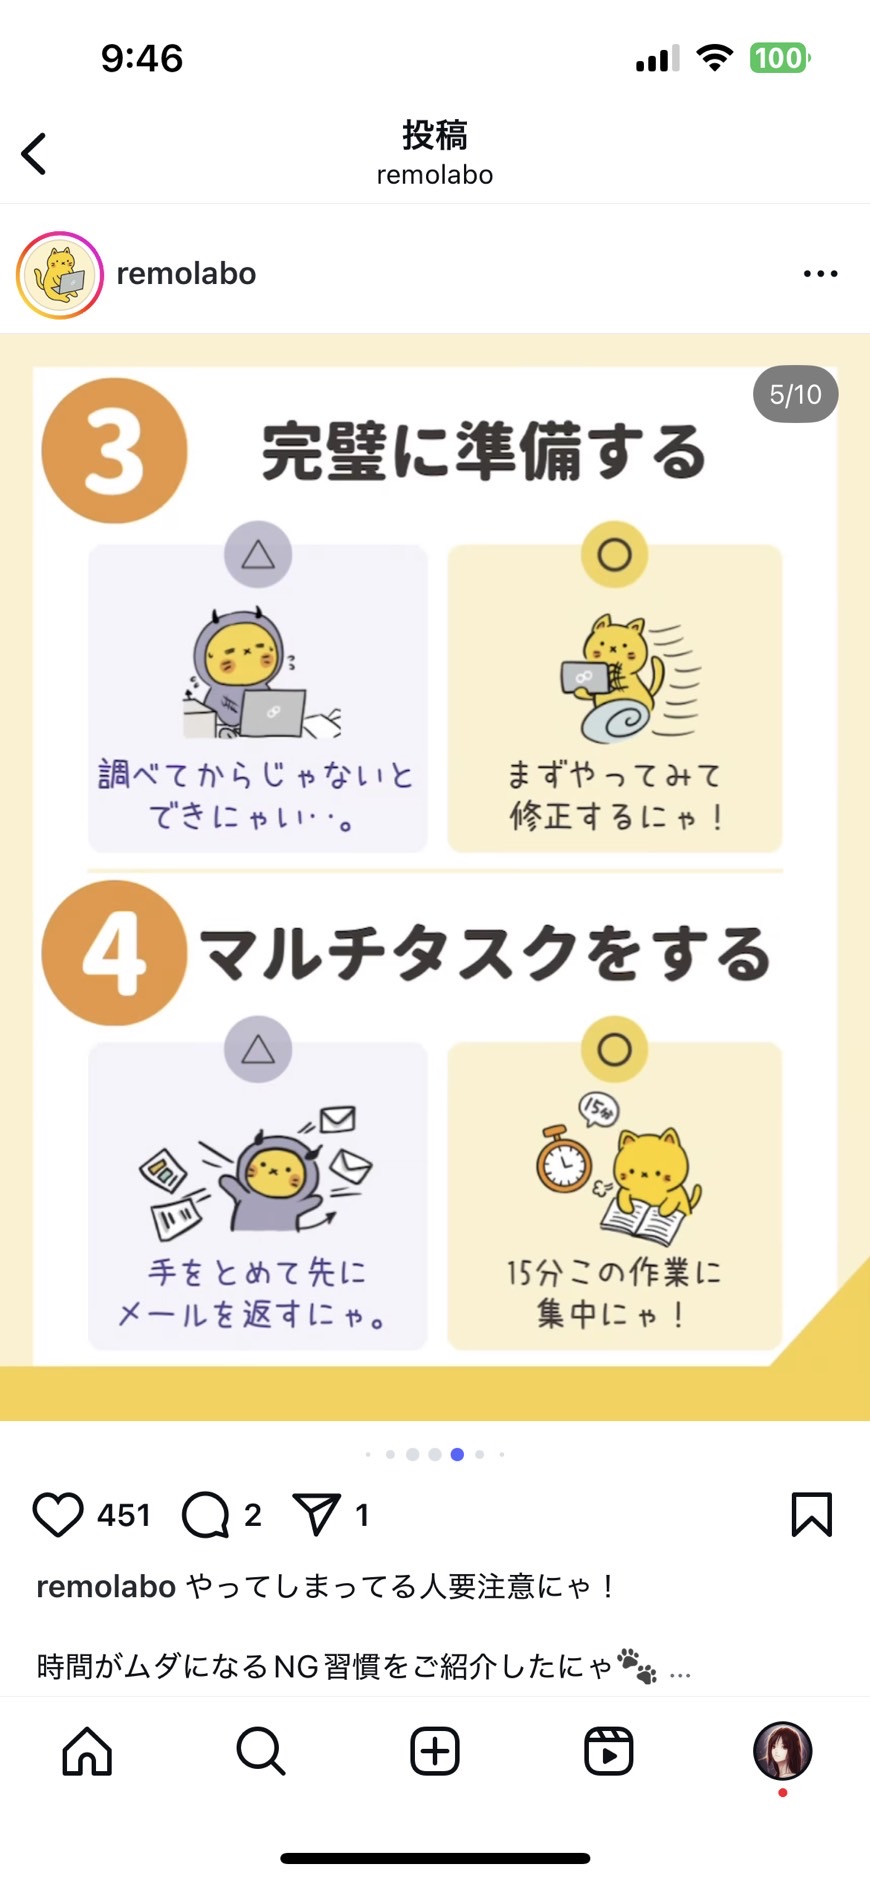 9:46
100
投稿
remolabo
remolabo
5/10
3 完璧に準備する
△
調べてからじゃないと
できにゃい・・。
○
まずやってみて
修正するにゃ！
4 マルチタスクをする
△
手をとめて先に
メールを返すにゃ。
○
15分
15分この作業に
集中にゃ！
451
2
1
remolabo やってしまってる人要注意にゃ！
時間がムダになるNG習慣をご紹介したにゃ🐾 ...